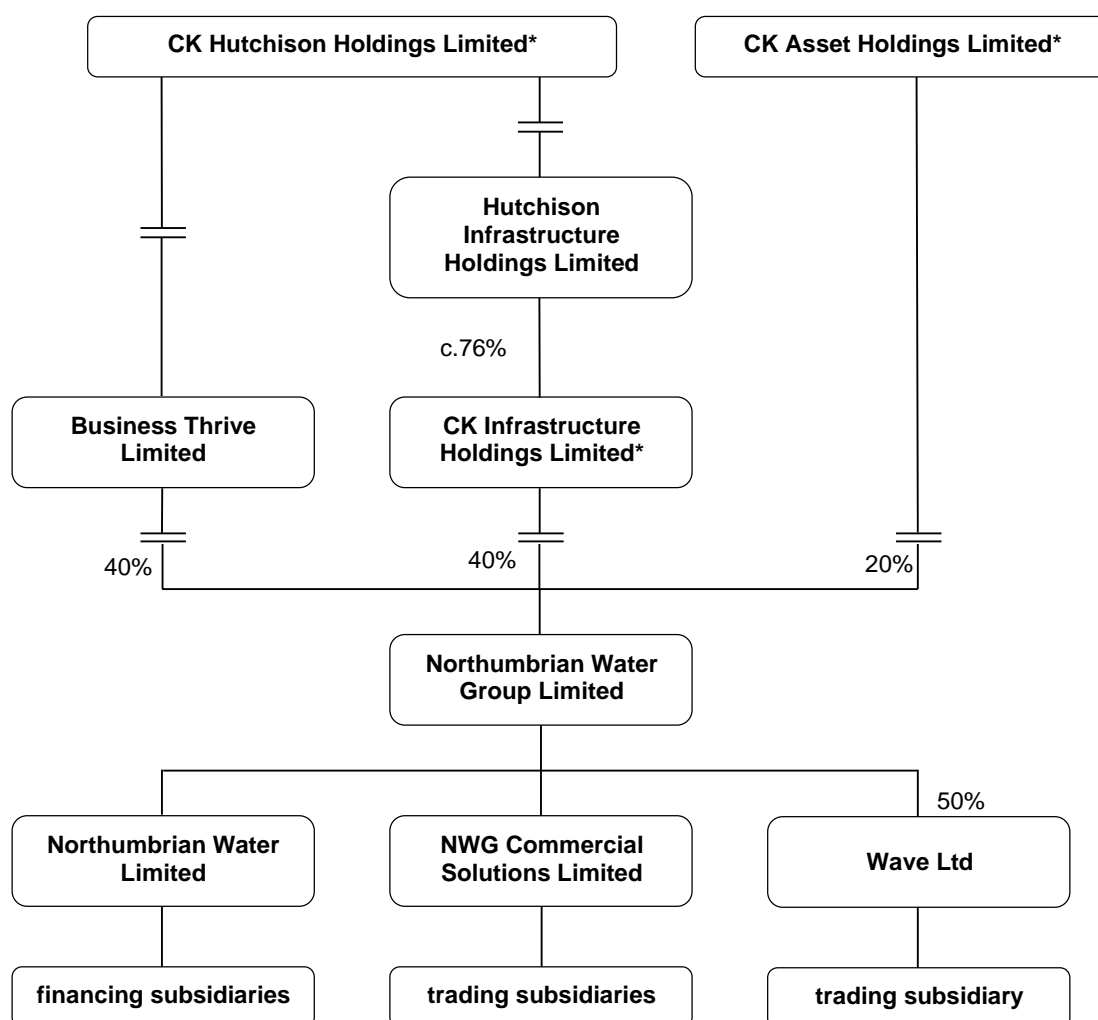 CK Hutchison Holdings Limited*
CK Asset Holdings Limited*
Hutchison
Infrastructure
Holdings Limited
c.76%
Business Thrive
Limited
CK Infrastructure
Holdings Limited*
40%
40%
20%
Northumbrian Water
Group Limited
50%
Northumbrian Water
Limited
NWG Commercial
Solutions Limited
Wave Ltd
financing subsidiaries
trading subsidiaries
trading subsidiary